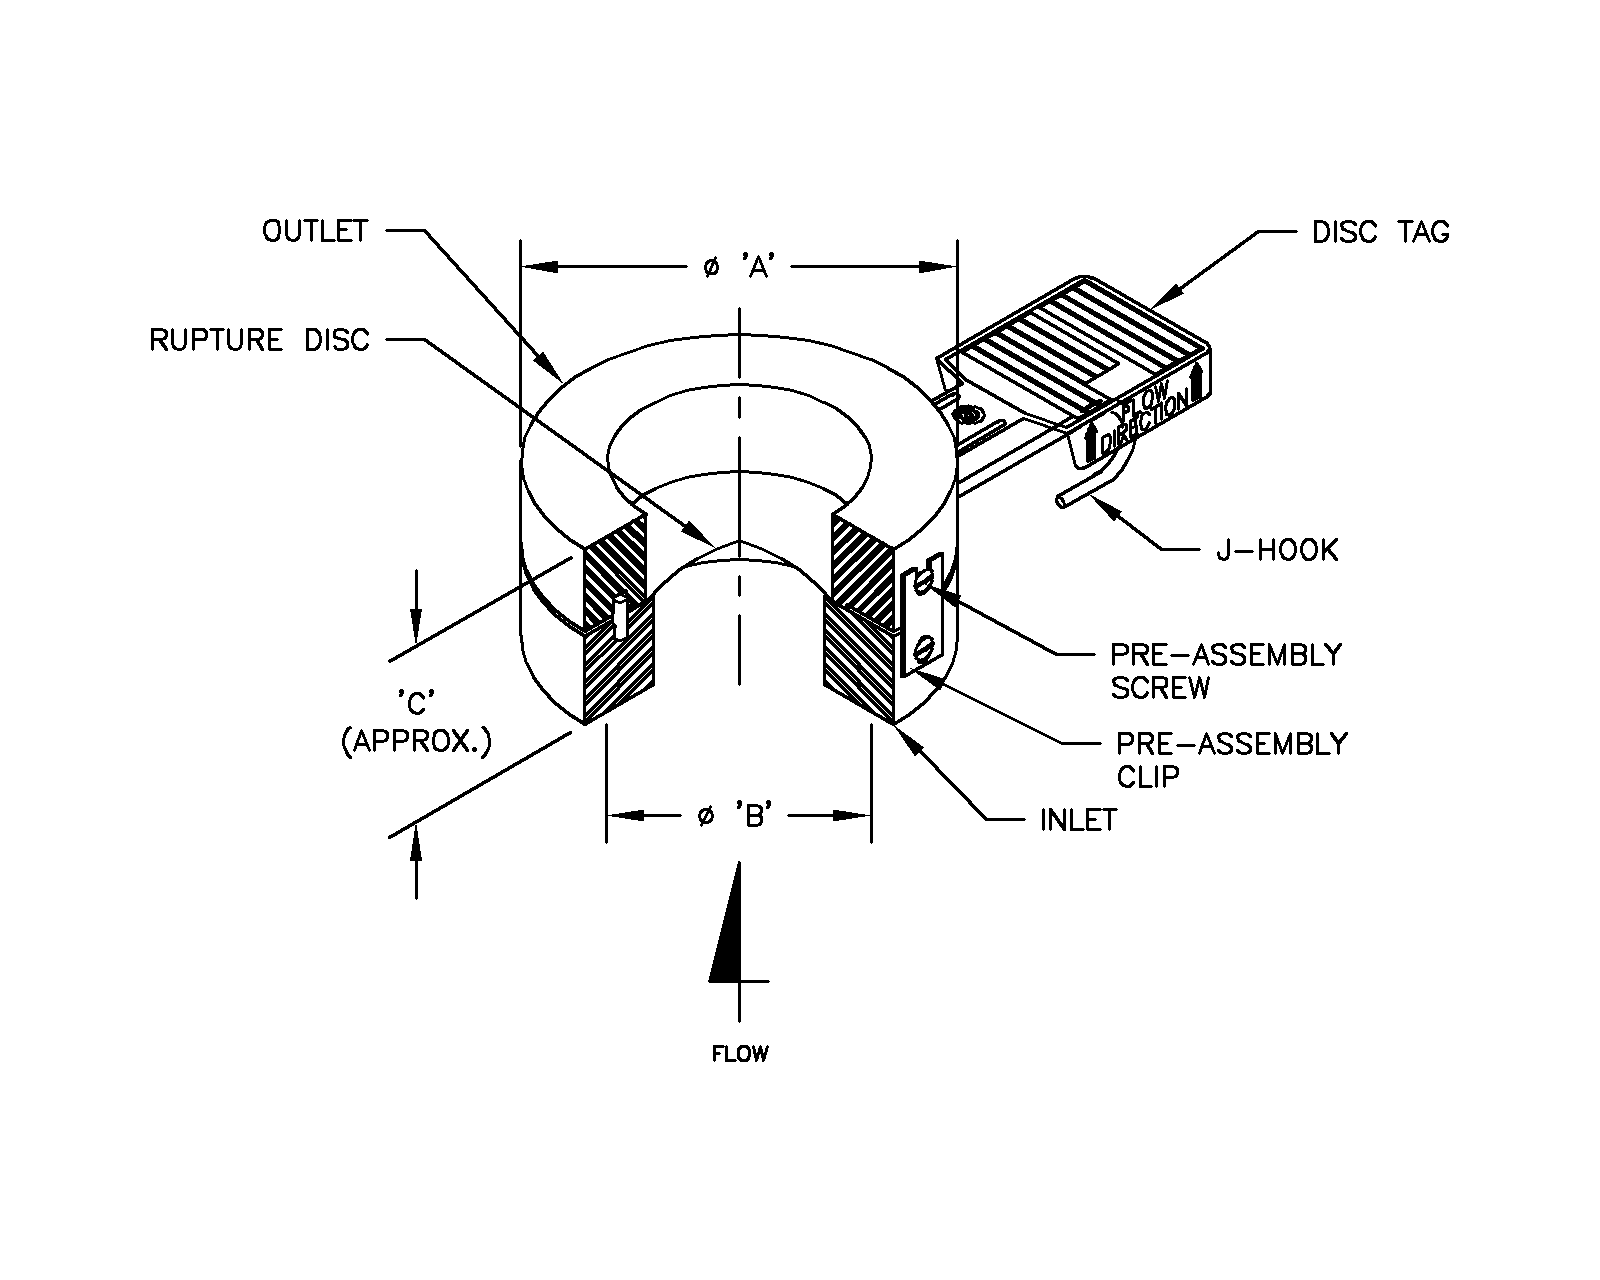 OUTLET
DISC TAG
ø 'A'
RUPTURE DISC
FLOW
DIRECTION
J-HOOK
PRE-ASSEMBLY
SCREW
'C'
(APPROX.)
PRE-ASSEMBLY
CLIP
ø 'B'
INLET
FLOW